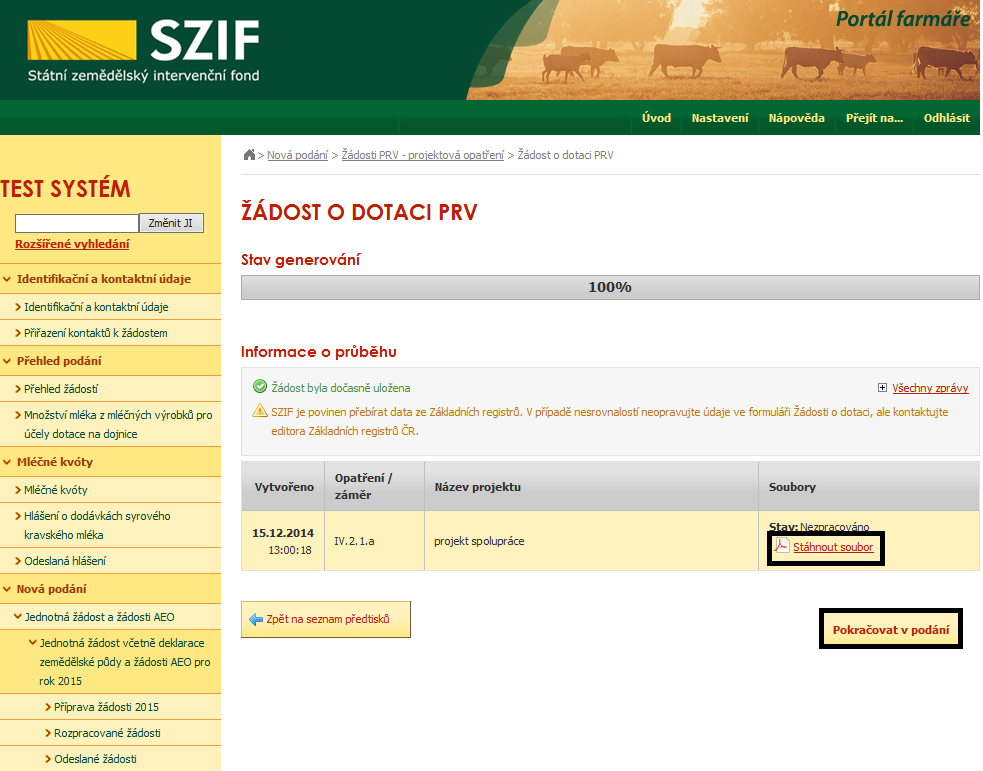 SZIF
Státní zemědělský intervenční fond
Portál farmáře
Úvod Nastavení Nápověda Přejít na... Odhlásit
TEST SYSTÉM
Změnit JI
Rozšířené vyhledání
Identifikační a kontaktní údaje
Identifikační a kontaktní údaje
Přiřazení kontaktů k žádostem
Přehled podání
Přehled žádostí
Množství mléka z mléčných výrobků pro
účely dotace na dojnice
Mléčné kvóty
Mléčné kvóty
Hlášení o dodávkách syrového
kravského mléka
Odeslaná hlášení
Nová podání
Jednotná žádost a žádosti AEO
Jednotná žádost včetně deklarace
zemědělské půdy a žádosti AEO pro
rok 2015
Příprava žádosti 2015
Rozpracované žádosti
Odeslané žádosti
> Nová podání > Žádosti PRV - projektová opatření > Žádost o dotaci PRV
ŽÁDOST O DOTACI PRV
Stav generování
100%
Informace o průběhu
Žádost byla dočasně uložena
Všechny zprávy
SZIF je povinen přebírat data ze Základních registrů. V případě nesrovnalostí neopravujte údaje ve formuláři Žádosti o dotaci, ale kontaktujte
editora Základních registrů ČR.
Vytvořeno
Opatření /
záměr
Název projektu
Soubory
15.12.2014
13:00:18
IV.2.1.a
projekt spolupráce
Stav: Nezpracováno
Stáhnout soubor
Zpět na seznam předtisků
Pokračovat v podání